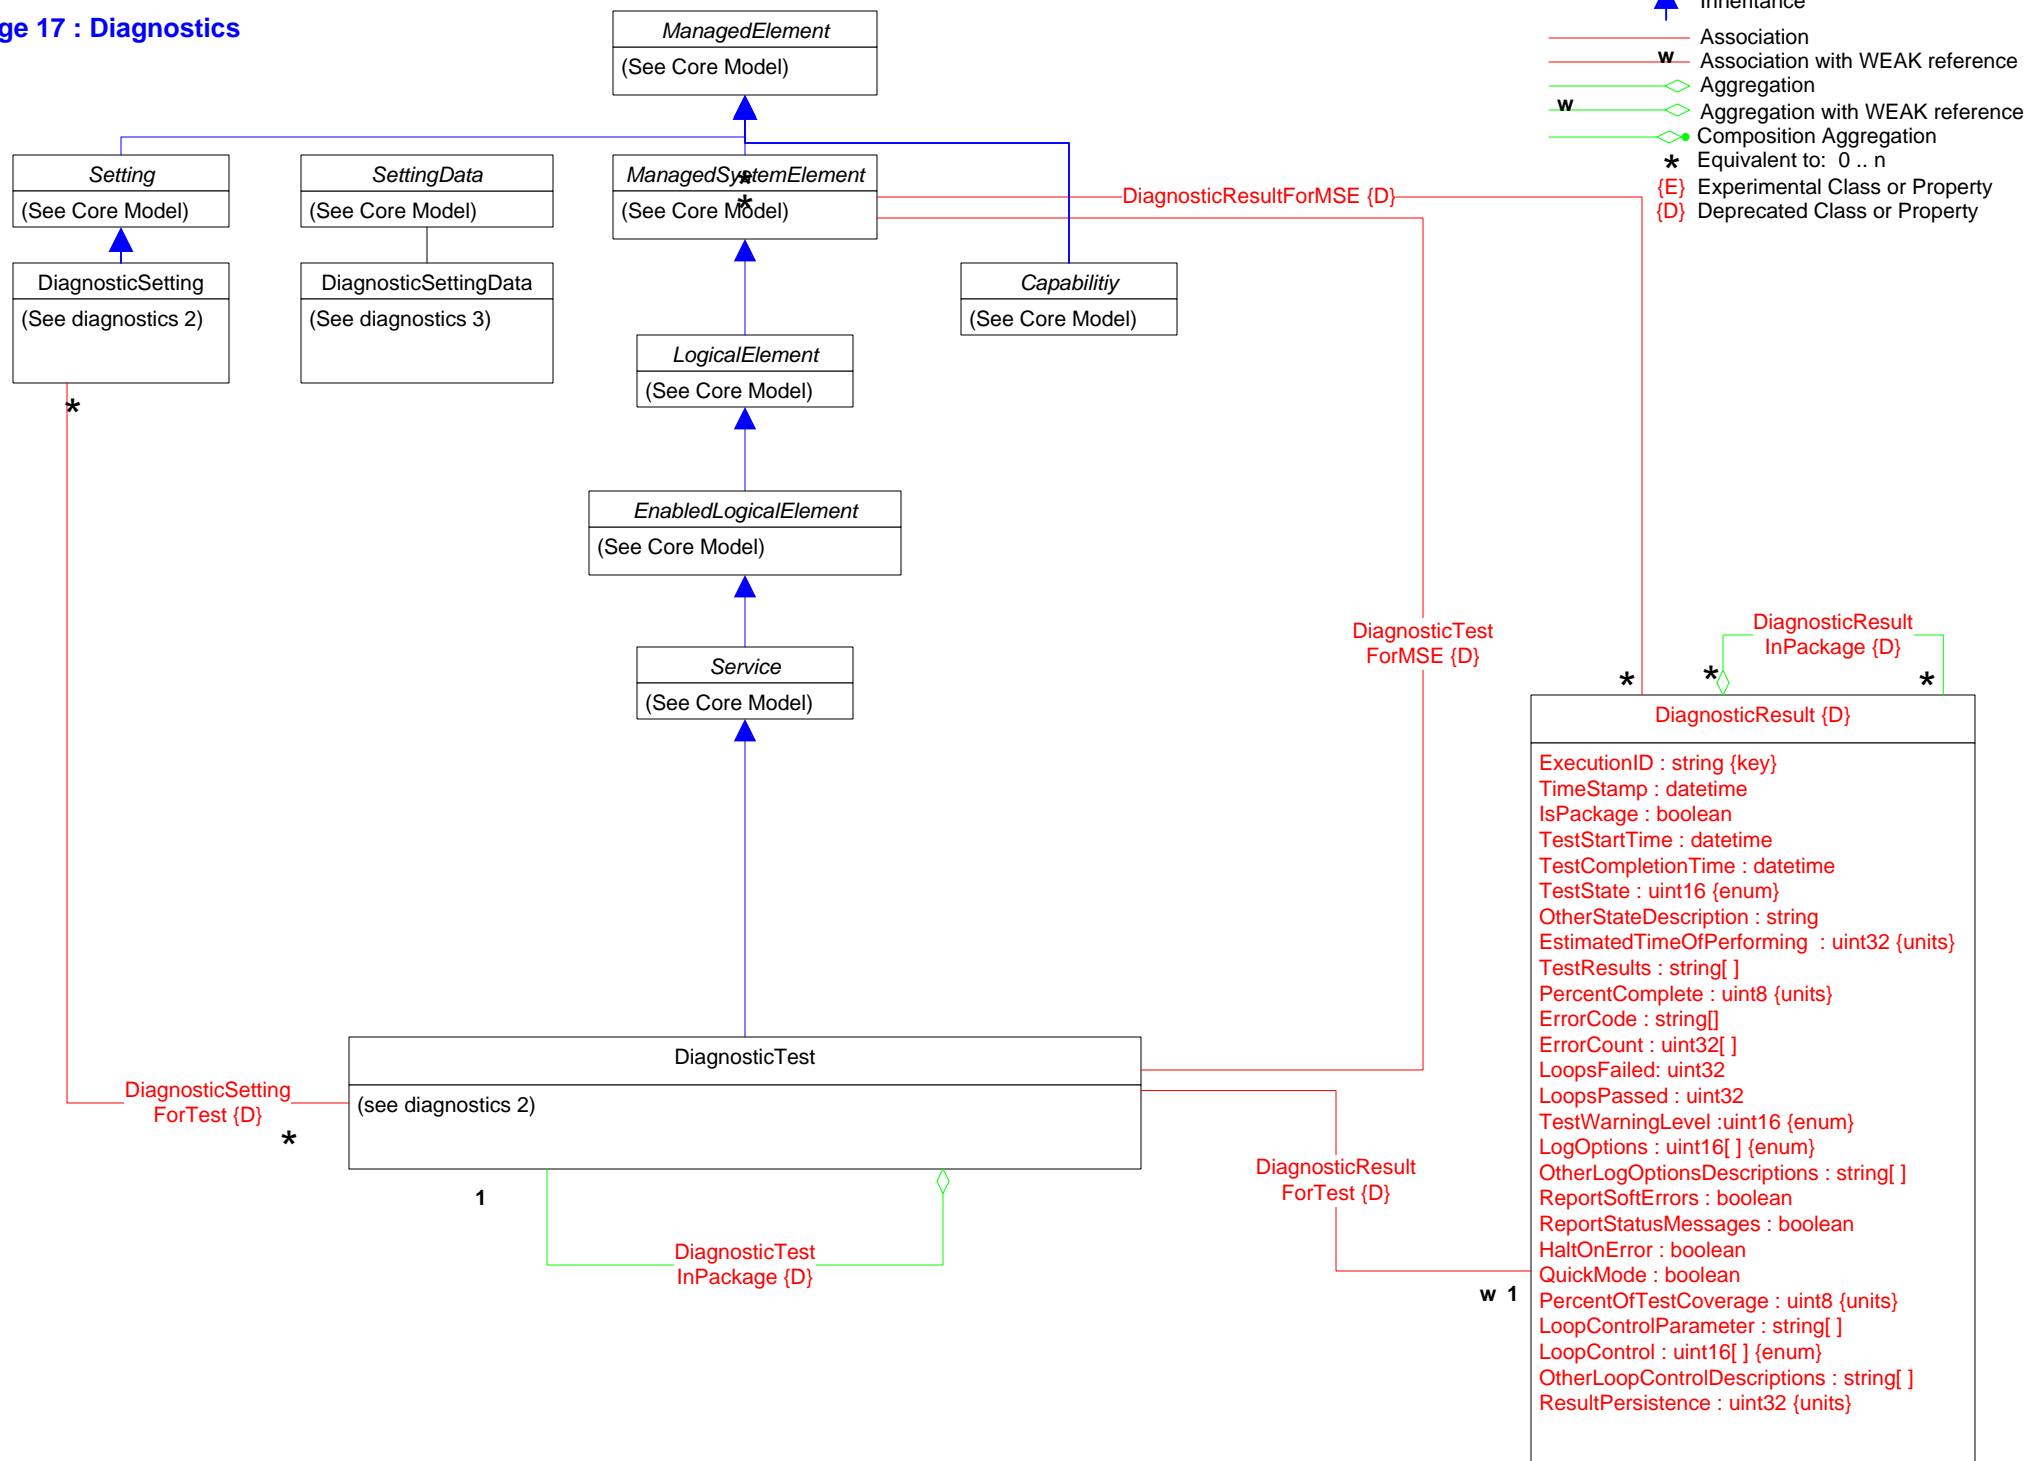 ge 17 : Diagnostics
Inheritance
Association
w
Association with WEAK reference
Aggregation
w
Aggregation with WEAK reference
Composition Aggregation
* Equivalent to: 0 .. n
{E} Experimental Class or Property
{D} Deprecated Class or Property
ManagedElement
(See Core Model)
Setting
(See Core Model)
SettingData
(See Core Model)
ManagedSystemElement
*
(See Core Model)
*
DiagnosticResultForMSE {D}
DiagnosticSetting
(See diagnostics 2)
*
DiagnosticSettingData
(See diagnostics 3)
Capabilitiy
(See Core Model)
LogicalElement
(See Core Model)
EnabledLogicalElement
(See Core Model)
Service
(See Core Model)
DiagnosticTest
ForMSE {D}
DiagnosticResult
InPackage {D}
*
*
*
DiagnosticResult {D}
ExecutionID : string {key}
TimeStamp : datetime
IsPackage : boolean
TestStartTime : datetime
TestCompletionTime : datetime
TestState : uint16 {enum}
OtherStateDescription : string
EstimatedTimeOfPerforming : uint32 {units}
TestResults : string[ ]
PercentComplete : uint8 {units}
ErrorCode : string[]
ErrorCount : uint32[ ]
LoopsFailed: uint32
LoopsPassed : uint32
TestWarningLevel :uint16 {enum}
LogOptions : uint16[ ] {enum}
OtherLogOptionsDescriptions : string[ ]
ReportSoftErrors : boolean
ReportStatusMessages : boolean
HaltOnError : boolean
QuickMode : boolean
PercentOfTestCoverage : uint8 {units}
LoopControlParameter : string[ ]
LoopControl : uint16[ ] {enum}
OtherLoopControlDescriptions : string[ ]
ResultPersistence : uint32 {units}
DiagnosticTest
(see diagnostics 2)
DiagnosticSetting
ForTest {D}
*
1
DiagnosticTest
InPackage {D}
DiagnosticResult
ForTest {D}
w 1